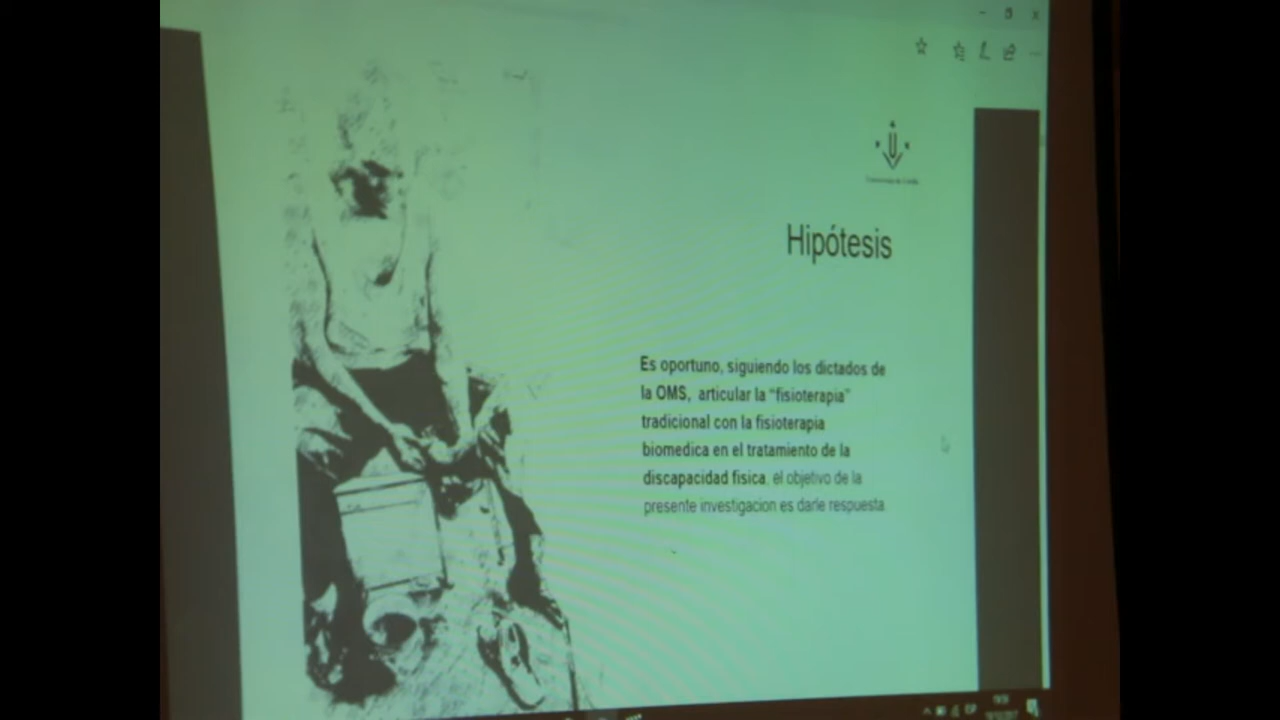 Hipótesis
Es oportuno, siguiendo los dictados de
la OMS, articular la "fisioterapia"
tradicional con la fisioterapia
biomedica en el tratamiento de la
discapacidad fisica. el objetivo de la
presente investigacion es darle respuesta.
ESP